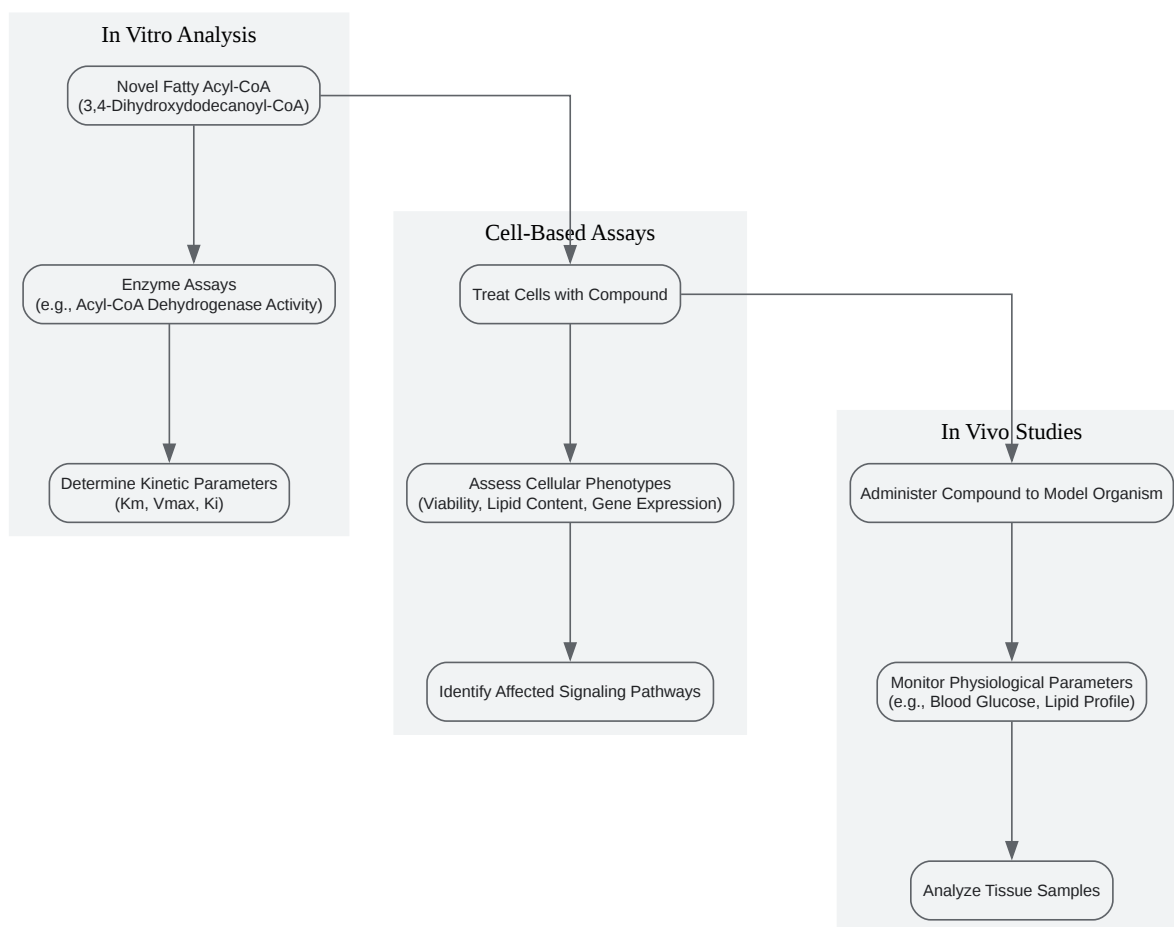 In Vitro Analysis
Novel Fatty Acyl-CoA
(3,4-Dihydroxydodecanoyl-CoA)
Enzyme Assays
(e.g., Acyl-CoA Dehydrogenase Activity)
Determine Kinetic Parameters
(Km, Vmax, Ki)
Cell-Based Assays
Treat Cells with Compound
Assess Cellular Phenotypes
(Viability, Lipid Content, Gene Expression)
Identify Affected Signaling Pathways
In Vivo Studies
Administer Compound to Model Organism
Monitor Physiological Parameters
(e.g., Blood Glucose, Lipid Profile)
Analyze Tissue Samples